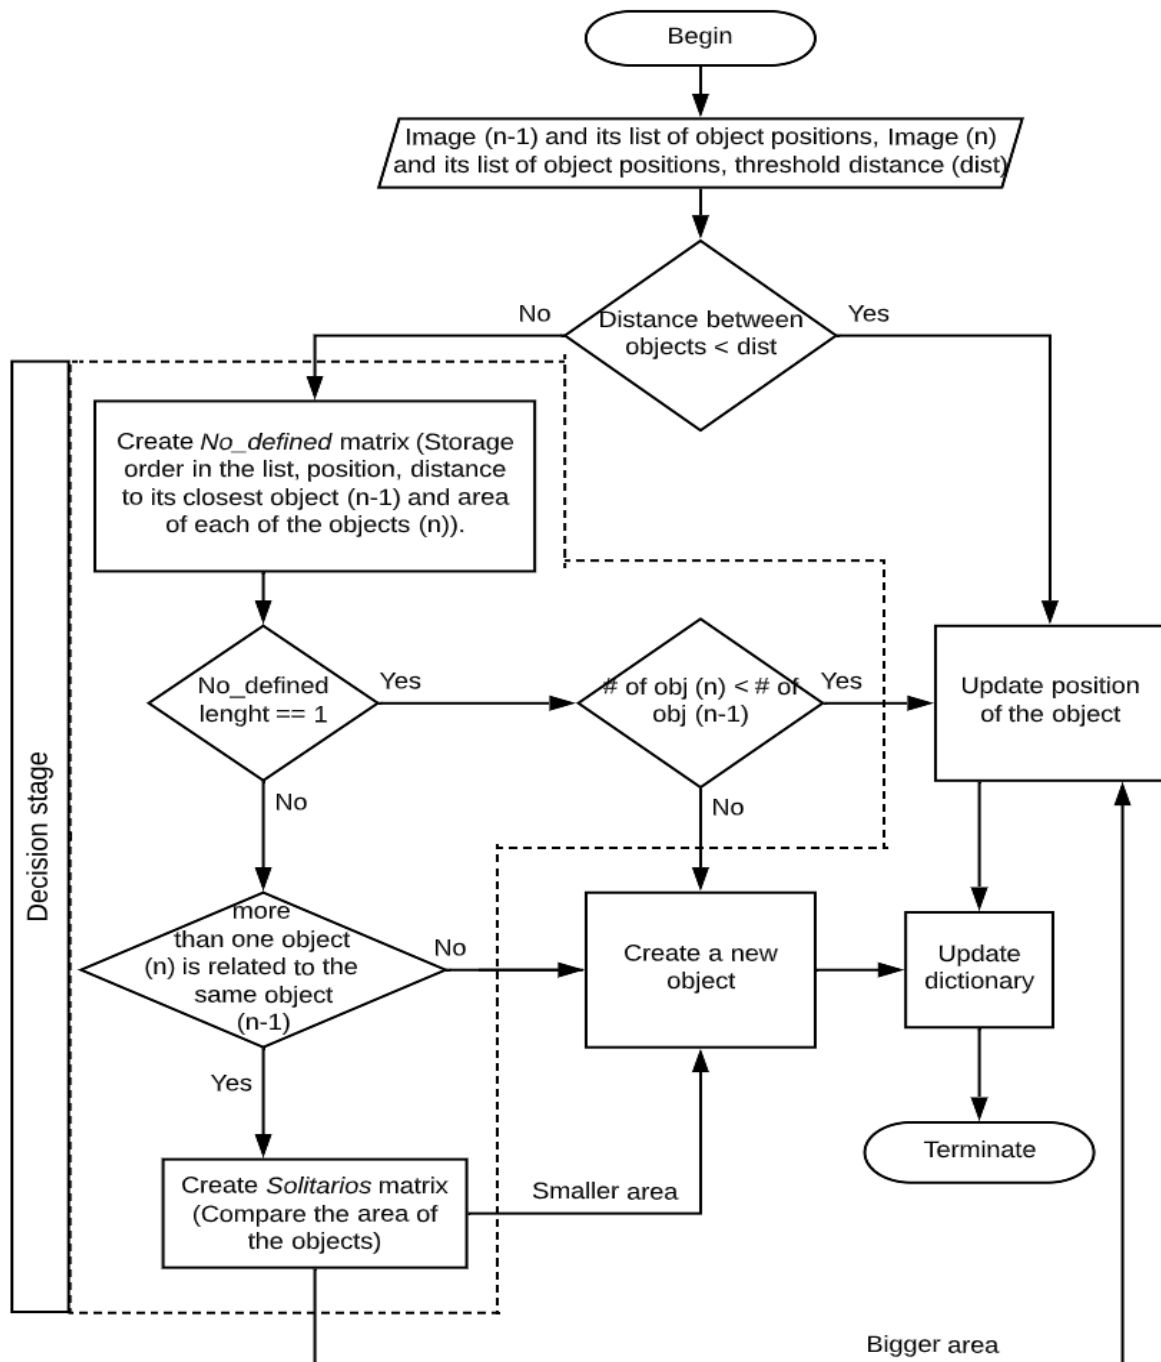 Begin
Image (n-1) and its list of object positions, Image (n)
and its list of object positions, threshold distance (dist)
No
Distance between
objects < dist
Yes
Create No_defined matrix (Storage
order in the list, position, distance
to its closest object (n-1) and area
of each of the objects (n)).
No_defined
lenght == 1
Yes
# of obj (n) < # of
obj (n-1)
Yes
Update position
of the object
No
No
Decision stage
more
than one object
(n) is related to the
same object
(n-1)
No
Create a new
object
Update
dictionary
Yes
Terminate
Create Solitarios matrix
(Compare the area of
the objects)
Smaller area
Bigger area